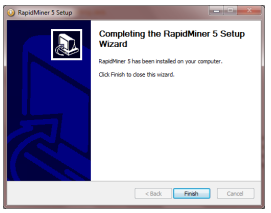 RapidMiner 5 Setup
Completing the RapidMiner 5 Setup
Wizard
RapidMiner 5 has been installed on your computer.
Click Finish to close this wizard.
< Back
Finish
Cancel